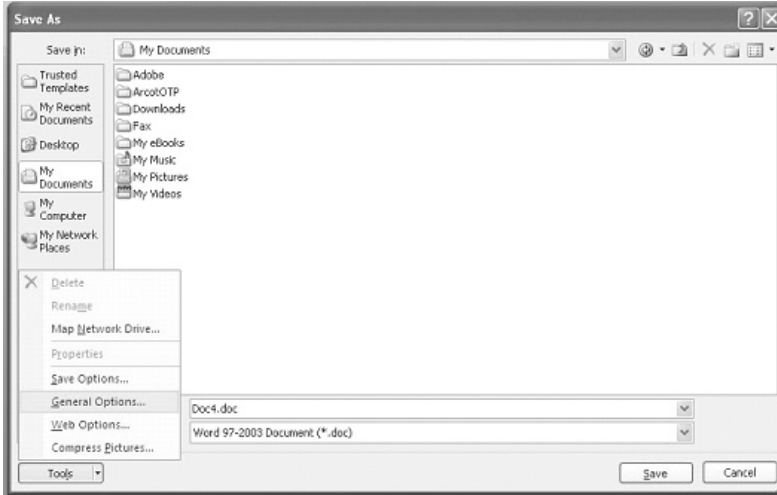 Save As
Save in:
My Documents
Trusted
Templates
My Recent
Documents
Desktop
My
Documents
My
Computer
My Network
Places
Adobe
ArcotOTP
Downloads
Fax
My eBooks
My Music
My Pictures
My Videos
Delete
Rename
Map Network Drive...
Properties
Save Options...
General Options...
Web Options...
Compress Pictures...
Doc4.doc
Word 97-2003 Document (*.doc)
Tools
Save
Cancel